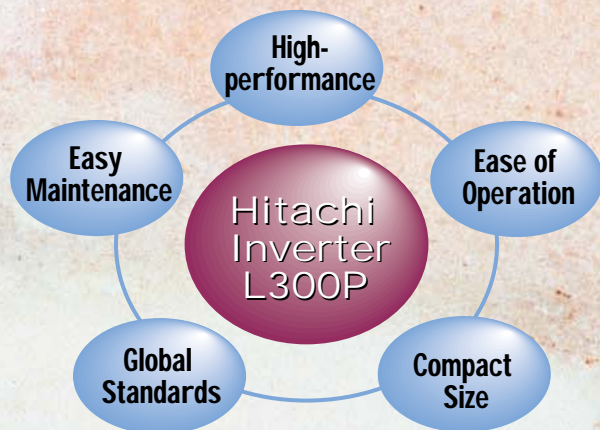 High-
performance
Easy
Maintenance
Ease of
Operation
Hitachi
Inverter
L300P
Global
Standards
Compact
Size